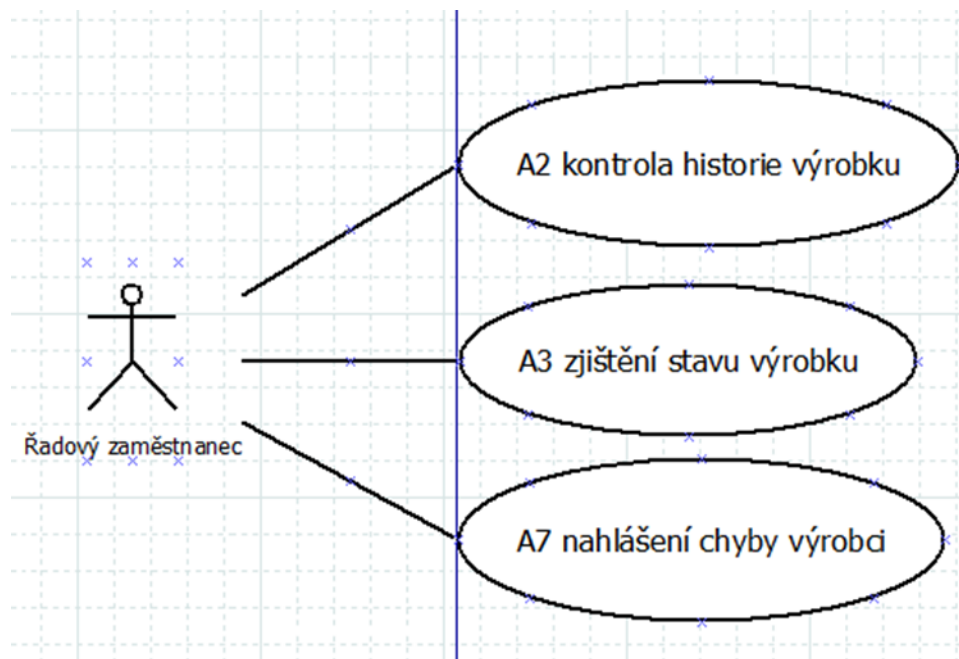 A2 kontrola historie výrobku
A3 zjištění stavu výrobku
Řadový zaměstnanec
A7 nahlášení chyby výrobci